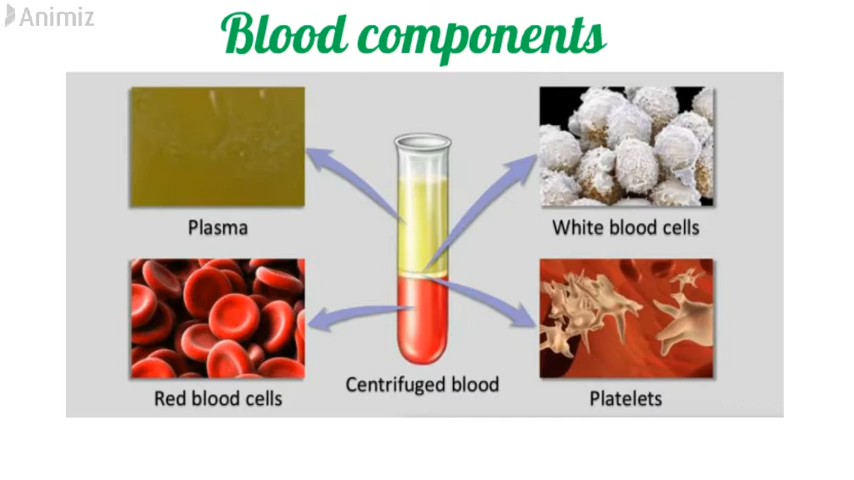 Animiz
Blood components
Plasma
White blood cells
Red blood cells
Centrifuged blood
Platelets